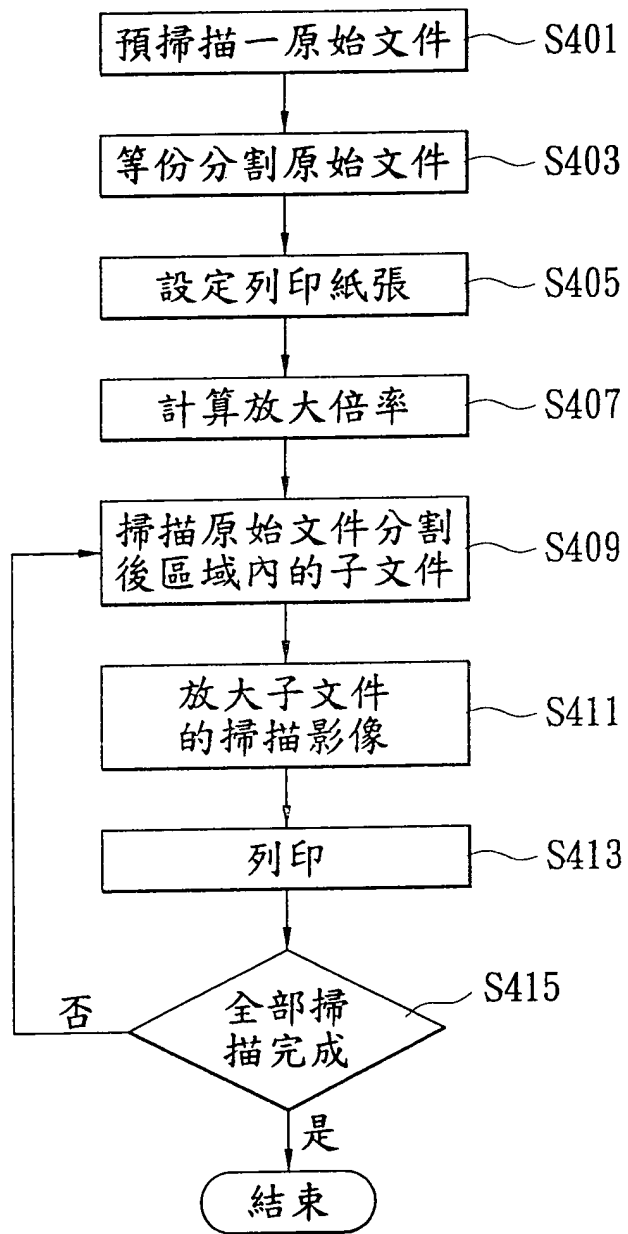 預掃描一原始文件
S401
等份分割原始文件
S403
設定列印紙張
S405
計算放大倍率
S407
掃描原始文件分割
後區域內的子文件
S409
放大子文件
的掃描影像
S411
列印
S413
全部掃
描完成
S415
否
是
結束